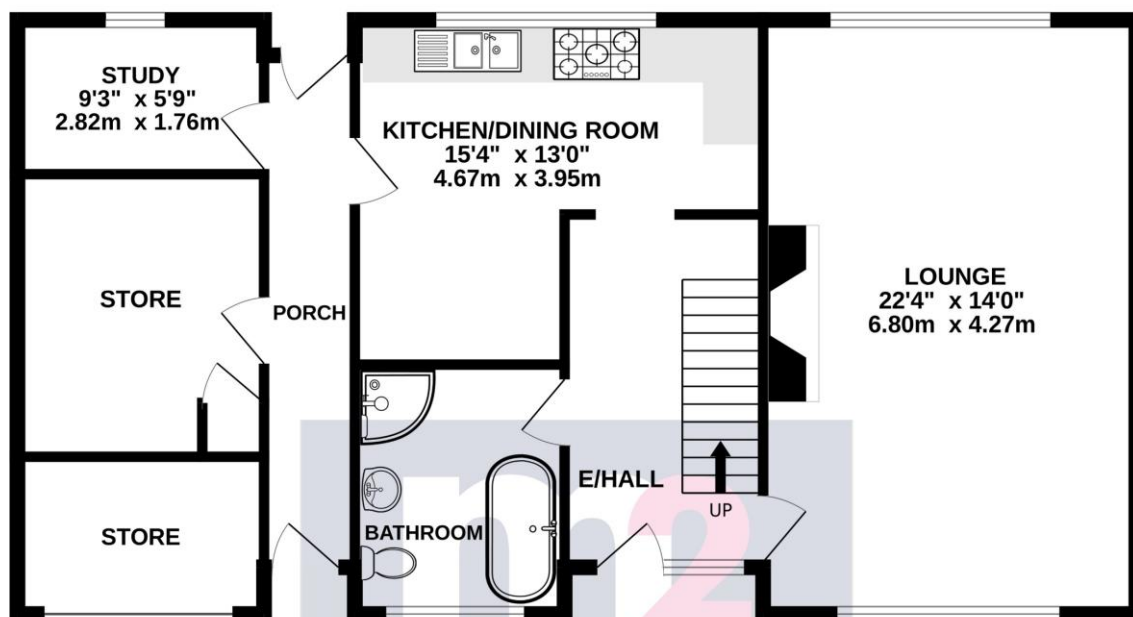 STUDY
9'3" x 5'9"
2.82m x 1.76m
KITCHEN/DINING ROOM
15'4" x 13'0"
4.67m x 3.95m
LOUNGE
22'4" x 14'0"
6.80m x 4.27m
STORE
PORCH
E/HALL
UP
STORE
BATHROOM
m2